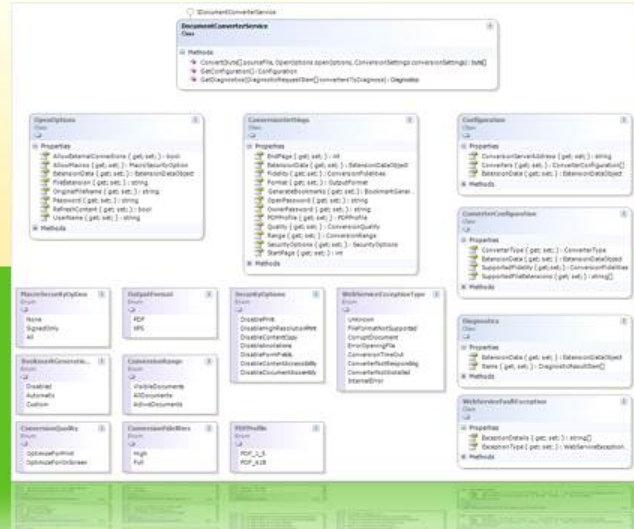 IDocumentConverterService
DocumentConverterService
Class
Methods
Convert(byte[] sourceFile, OpenOptions openOptions, ConversionSettings conversionSettings) : byte[]
GetConfiguration() : Configuration
GetDiagnostics(DiagnosticRequestItem[] convertersToDiagnose) : Diagnostics
OpenOptions
Class
Properties
AllowExternalConnections { get; set; } : bool
AllowMacros { get; set; } : MacroSecurityOption
ExtensionData { get; set; } : ExtensionDataObject
FileExtension { get; set; } : string
OriginalFileName { get; set; } : string
Password { get; set; } : string
RefreshContent { get; set; } : bool
UserName { get; set; } : string
Methods
ConversionSettings
Class
Properties
EndPage { get; set; } : int
ExtensionData { get; set; } : ExtensionDataObject
Fidelity { get; set; } : ConversionFidelities
Format { get; set; } : OutputFormat
GenerateBookmarks { get; set; } : BookmarkGenerat...
OpenPassword { get; set; } : string
OwnerPassword { get; set; } : string
PDFProfile { get; set; } : PDFProfile
Quality { get; set; } : ConversionQuality
Range { get; set; } : ConversionRange
SecurityOptions { get; set; } : SecurityOptions
StartPage { get; set; } : int
Methods
Configuration
Class
Properties
ConversionServerAddress { get; set; } : string
Converters { get; set; } : ConverterConfiguration[]
ExtensionData { get; set; } : ExtensionDataObject
Methods
ConverterConfiguration
Class
Properties
ConverterType { get; set; } : ConverterType
ExtensionData { get; set; } : ExtensionDataObject
SupportedFidelity { get; set; } : ConversionFidelities
SupportedFileExtensions { get; set; } : string[]
Methods
MacroSecurityOption
Enum
None
SignedOnly
All
OutputFormat
Enum
PDF
XPS
SecurityOptions
Enum
DisablePrint
DisableHighResolutionPrint
DisableContentCopy
DisableAnnotations
DisableFormFields
DisableContentAccessibility
DisableDocumentAssembly
WebServiceExceptionType
Enum
Unknown
FileFormatNotSupported
CorruptDocument
ErrorOpeningFile
ConversionTimeOut
ConverterNotResponding
ConverterNotInstalled
InternalError
Diagnostics
Class
Properties
ExtensionData { get; set; } : ExtensionDataObject
Items { get; set; } : DiagnosticResultItem[]
Methods
BookmarkGeneratio...
Enum
Disabled
Automatic
Custom
ConversionRange
Enum
VisibleDocuments
AllDocuments
ActiveDocuments
WebServiceFaultException
Class
Properties
ExceptionDetails { get; set; } : string[]
ExceptionType { get; set; } : WebServiceException...
Methods
ConversionQuality
Enum
OptimizeForPrint
OptimizeForOnScreen
ConversionFidelities
Enum
High
Full
PDFProfile
Enum
PDF_1_5
PDF_A1B